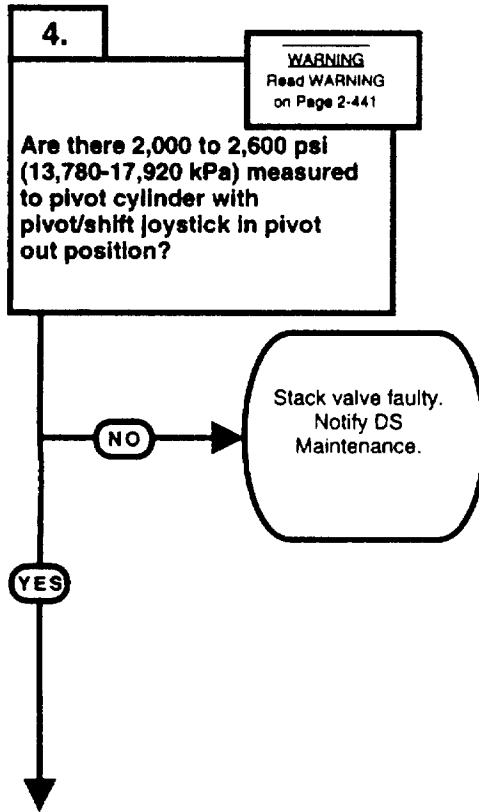 4.
WARNING
Read WARNING
on Page 2-441
Are there 2,000 to 2,600 psi
(13,780-17,920 kPa) measured
to pivot cylinder with
pivot/shift joystick in pivot
out position?
Stack valve faulty.
Notify DS
Maintenance.
NO
YES